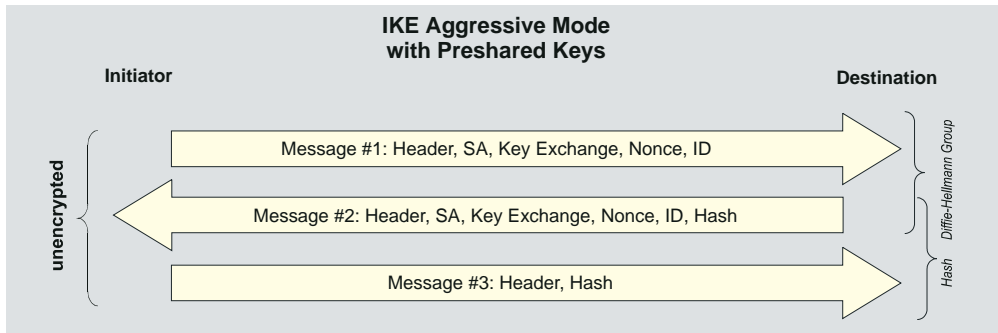 IKE Aggressive Mode
with Preshared Keys
Initiator
Destination
unencrypted
Message #1: Header, SA, Key Exchange, Nonce, ID
Message #2: Header, SA, Key Exchange, Nonce, ID, Hash
Message #3: Header, Hash
Diffie-Hellmann Group
Hash